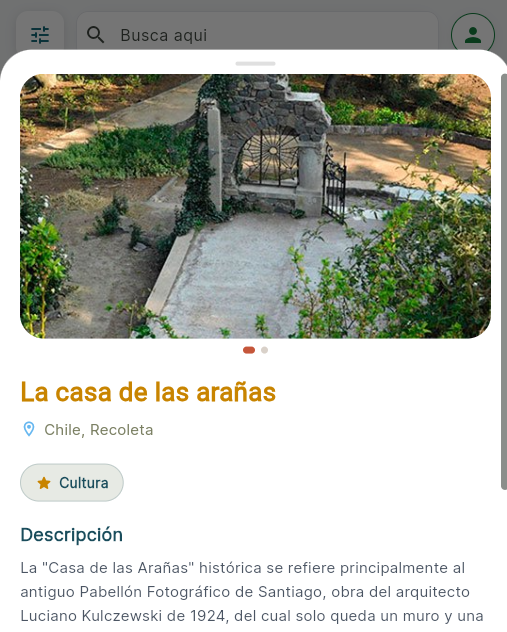 Busca aqui
La casa de las arañas
Chile, Recoleta
Cultura
Descripción
La "Casa de las Arañas" histórica se refiere principalmente al
antiguo Pabellón Fotográfico de Santiago, obra del arquitecto
Luciano Kulczewski de 1924, del cual solo queda un muro y una